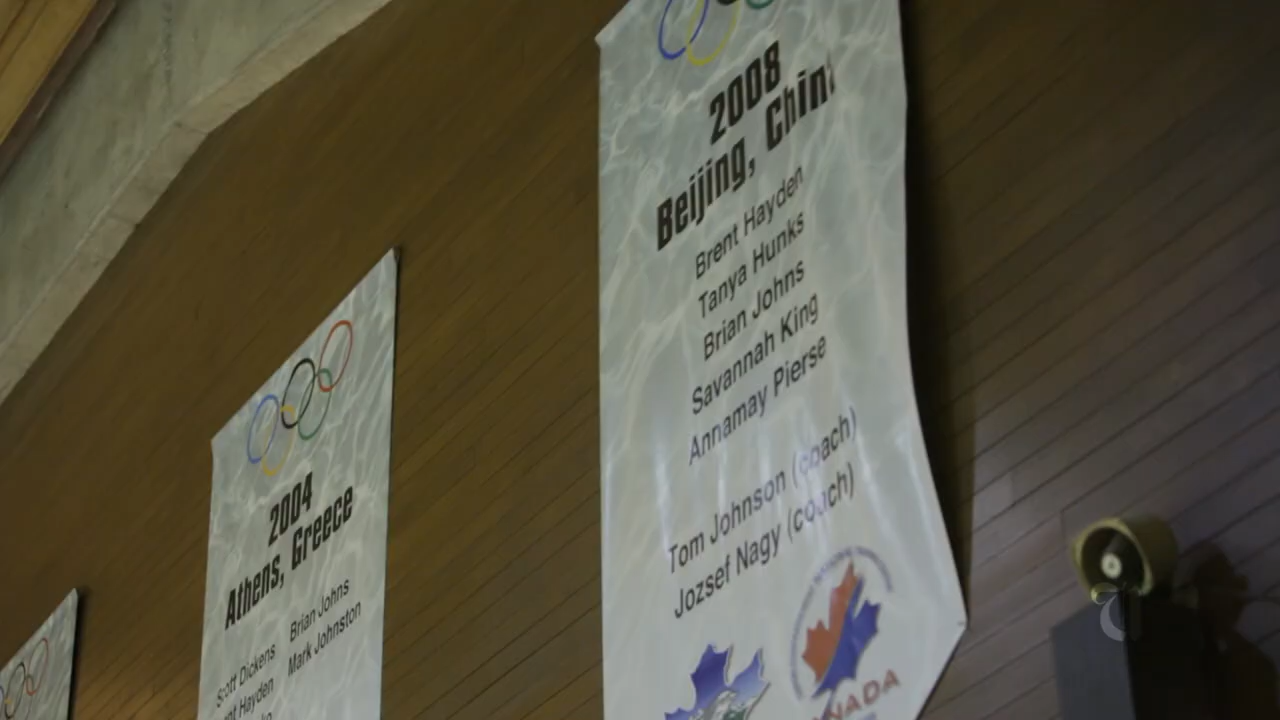 2008
Beijing, China
Brent Hayden
Tanya Hunks
Brian Johns
Savannah King
Annamay Pierse
Tom Johnson (coach)
Jozsef Nagy (coach)
2004
Athens, Greece
Scott Dickens
Brian Johns
Hayden
Mark Johnston